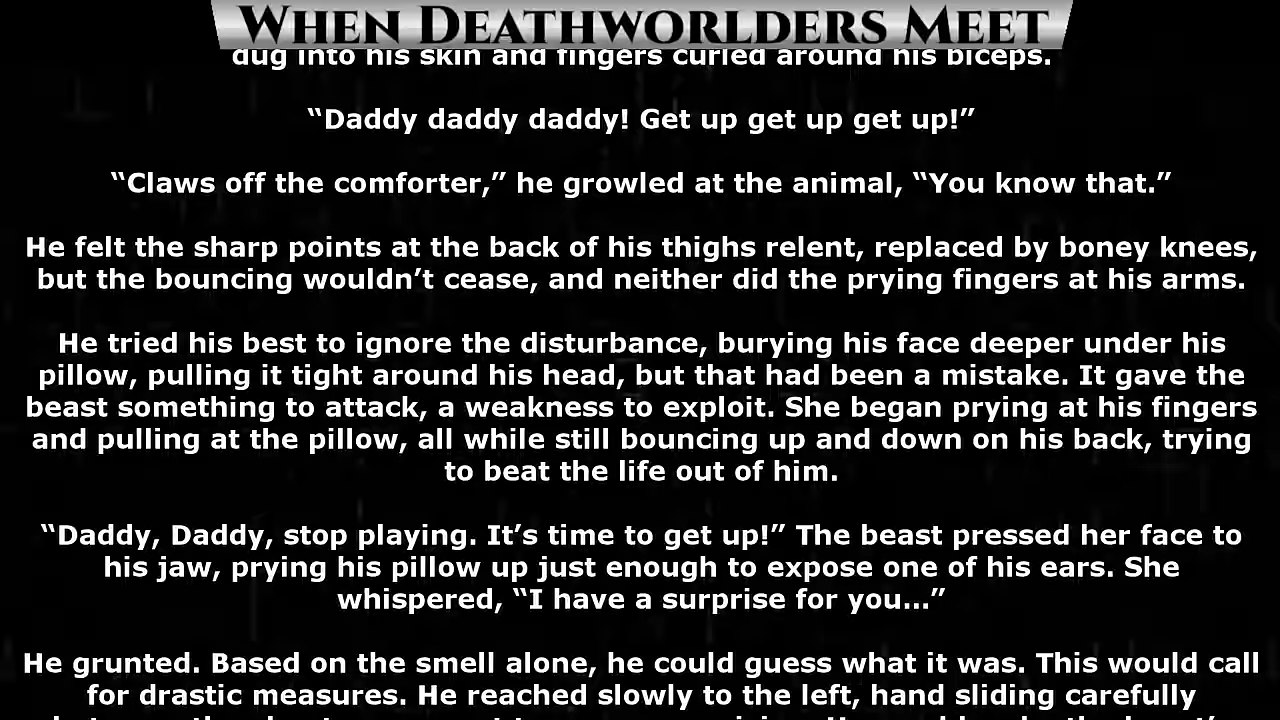 WHEN DEATHWORLDERS MEET
dug into his skin and fingers curled around his biceps.
“Daddy daddy daddy! Get up get up get up!”
“Claws off the comforter,” he growled at the animal, “You know that.”
He felt the sharp points at the back of his thighs relent, replaced by boney knees,
but the bouncing wouldn’t cease, and neither did the prying fingers at his arms.
He tried his best to ignore the disturbance, burying his face deeper under his
pillow, pulling it tight around his head, but that had been a mistake. It gave the
beast something to attack, a weakness to exploit. She began prying at his fingers
and pulling at the pillow, all while still bouncing up and down on his back, trying
to beat the life out of him.
“Daddy, Daddy, stop playing. It’s time to get up!” The beast pressed her face to
his jaw, prying his pillow up just enough to expose one of his ears. She
whispered, “I have a surprise for you…”
He grunted. Based on the smell alone, he could guess what it was. This would call
for drastic measures. He reached slowly to the left, hand sliding carefully